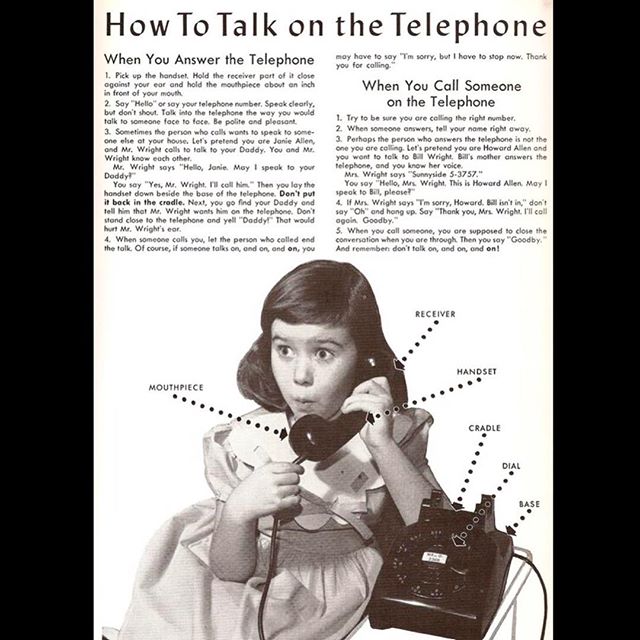 How To Talk on the Telephone
When You Answer the Telephone
1. Pick up the handset. Hold the receiver part of it close
against your ear and hold the mouthpiece about an inch
in front of your mouth.
2. Say "Hello" or say your telephone number. Speak clearly,
but don't shout. Talk into the telephone the way you would
talk to someone face to face. Be polite and pleasant.
3. Sometimes the person who calls wants to speak to some-
one else at your house. Let's pretend you are Janie Allen,
and Mr. Wright calls to talk to your Daddy. You and Mr.
Wright know each other.
Mr. Wright says "Hello, Janie. May I speak to your
Daddy?"
You say "Yes, Mr. Wright. I'll call him." Then you lay the
handset down beside the base of the telephone. Don't put
it back in the cradle. Next, you go find your Daddy and
tell him that Mr. Wright wants him on the telephone. Don't
stand close to the telephone and yell "Daddy!" That would
hurt Mr. Wright's ear.
4. When someone calls you, let the person who called end
the talk. Of course, if someone talks on, and on, and on, you
may have to say "I'm sorry, but I have to stop now. Thank
you for calling."
When You Call Someone
on the Telephone
1. Try to be sure you are calling the right number.
2. When someone answers, tell your name right away.
3. Perhaps the person who answers the telephone is not the
one you are calling. Let's pretend you are Howard Allen and
you want to talk to Bill Wright. Bill's mother answers the
telephone, and you know her voice.
Mrs. Wright says "Sunnyside 5-3757."
You say "Hello, Mrs. Wright. This is Howard Allen. May I
speak to Bill, please?"
4. If Mrs. Wright says "I'm sorry, Howard. Bill isn't in," don't
say "Oh" and hang up. Say "Thank you, Mrs. Wright. I'll call
again. Goodby."
5. When you call someone, you are supposed to close the
conversation when you are through. Then you say "Goodby."
And remember: don't talk on, and on, and on!
RECEIVER
HANDSET
MOUTHPIECE
CRADLE
DIAL
BASE